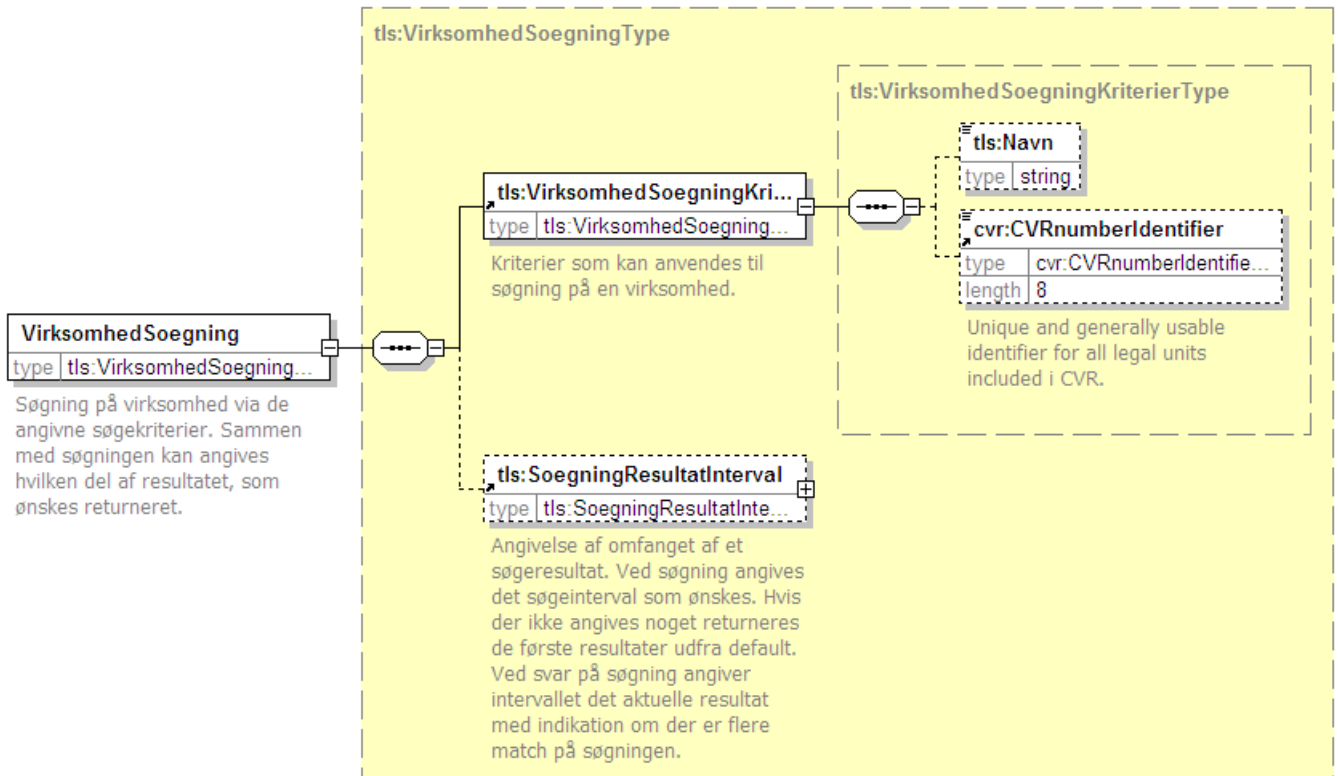 tls:VirksomhedSoegningType
tls:VirksomhedSoegningKriterierType
tls:Navn
type string
tls:VirksomhedSoegningKri...
type tls:VirksomhedSoegning...
Kriterier som kan anvendes til
søgning på en virksomhed.
cvr:CVRnumberIdentifier
type cvr:CVRnumberIdentifie...
length 8
Unique and generally usable
identifier for all legal units
included i CVR.
VirksomhedSoegning
type tls:VirksomhedSoegning...
Søgning på virksomhed via de
angivne søgekriterier. Sammen
med søgningen kan angives
hvilken del af resultatet, som
ønskes returneret.
tls:SoegningResultatInterval
type tls:SoegningResultatInte...
Angivelse af omfanget af et
søgeresultat. Ved søgning angives
det søgeinterval som ønskes. Hvis
der ikke angives noget returneres
de første resultater udfra default.
Ved svar på søgning angiver
intervallet det aktuelle resultat
med indikation om der er flere
match på søgningen.